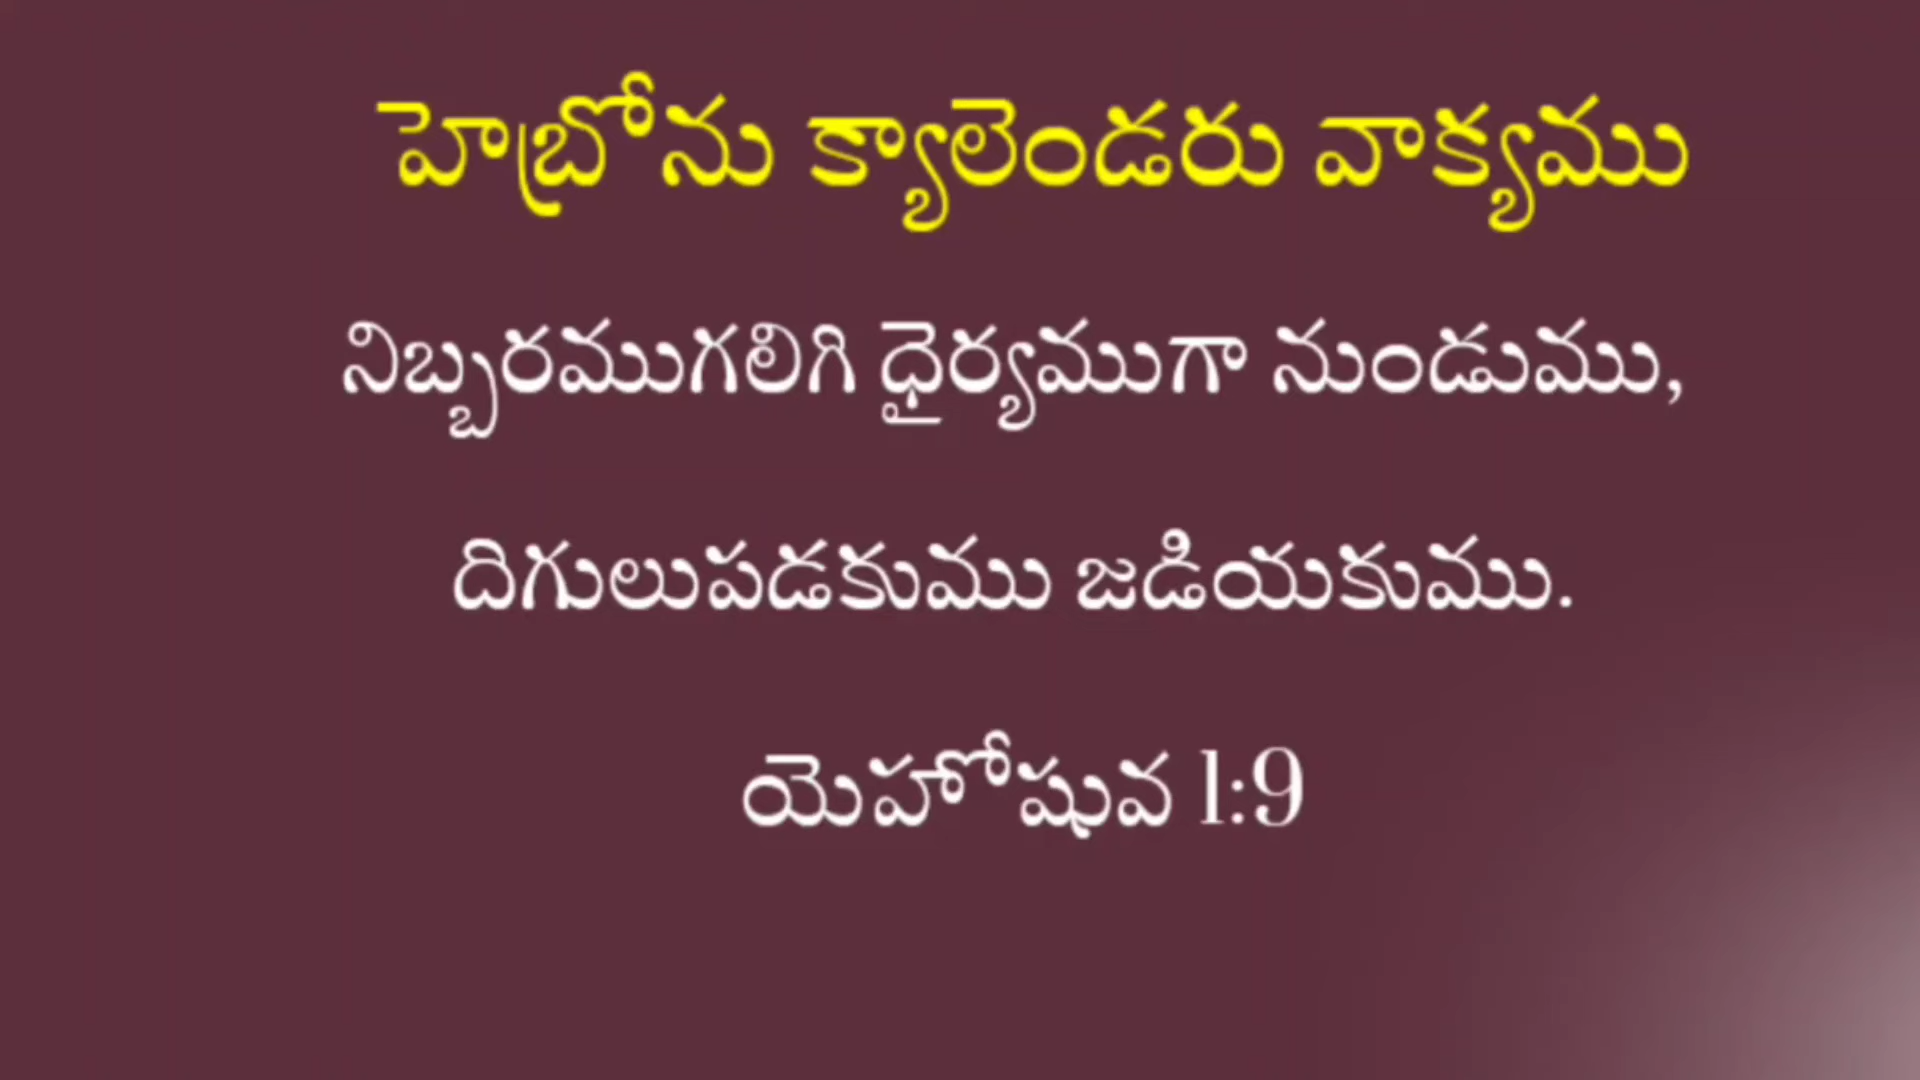 హెబ్రోను క్యాలెండరు వాక్యము
నిబ్బరముగలిగి ధైర్యముగా నుండుము,
దిగులుపడకుము జడియకుము.
యెహోషువ 1:9